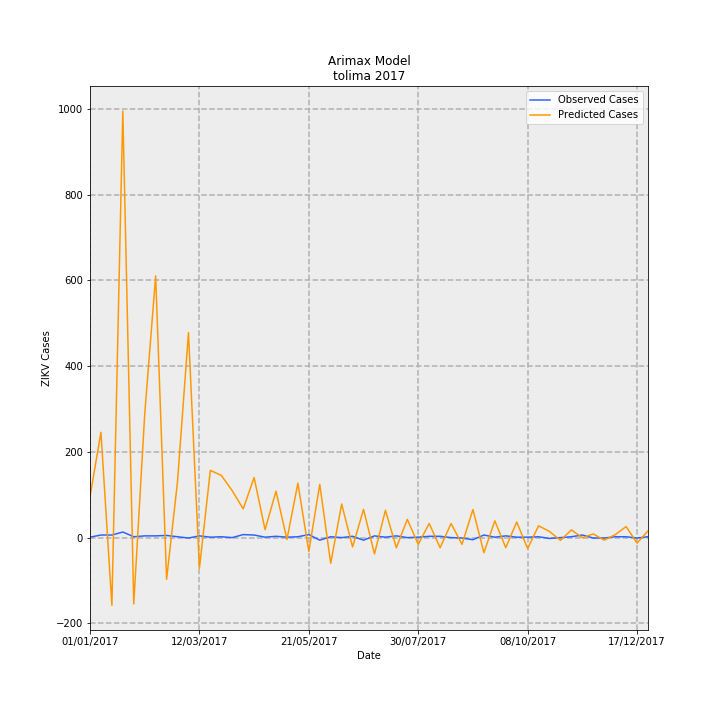 Arimax Model
tolima 2017
Observed Cases
Predicted Cases
1000
800
600
400
200
0
−200
ZIKV Cases
01/01/2017 12/03/2017 21/05/2017 30/07/2017 08/10/2017 17/12/2017
Date